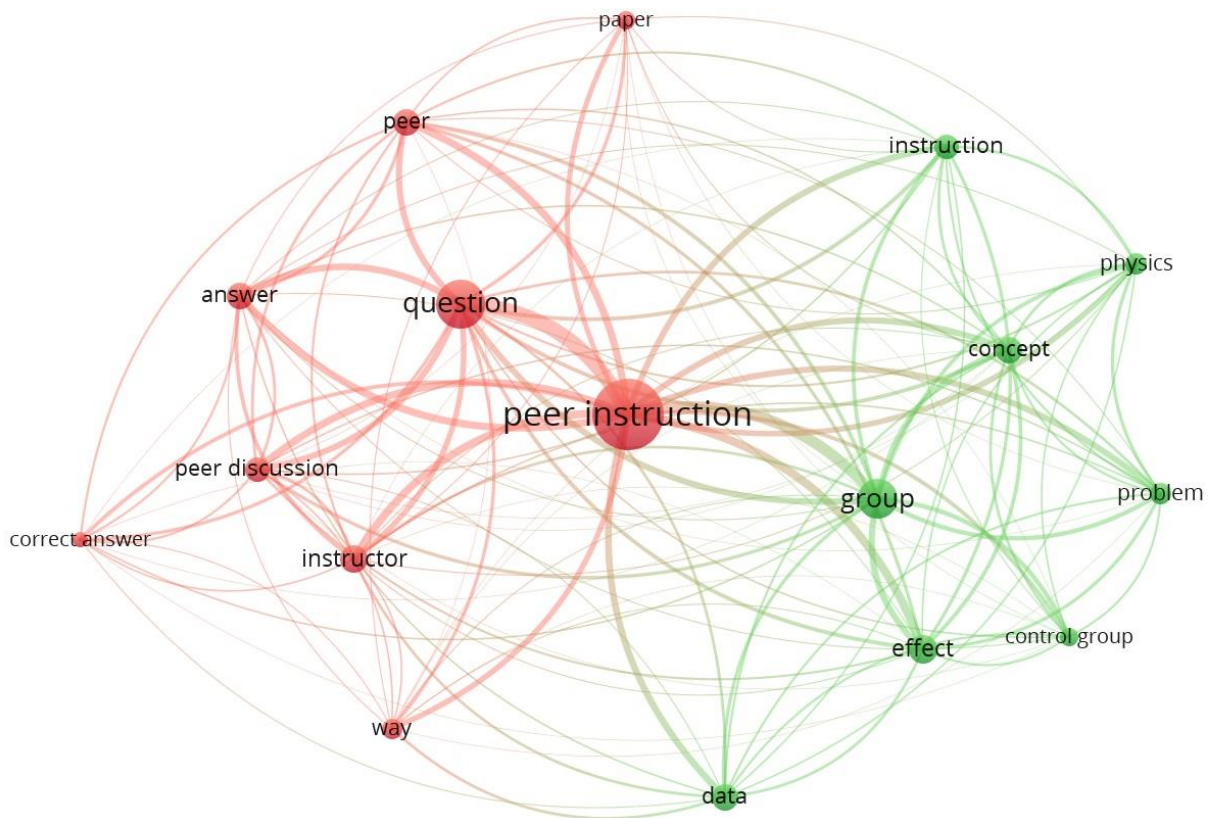 paper
peer
instruction
physics
answer
question
concept
peer instruction
peer discussion
group
problem
correct answer
instructor
control group
effect
way
data